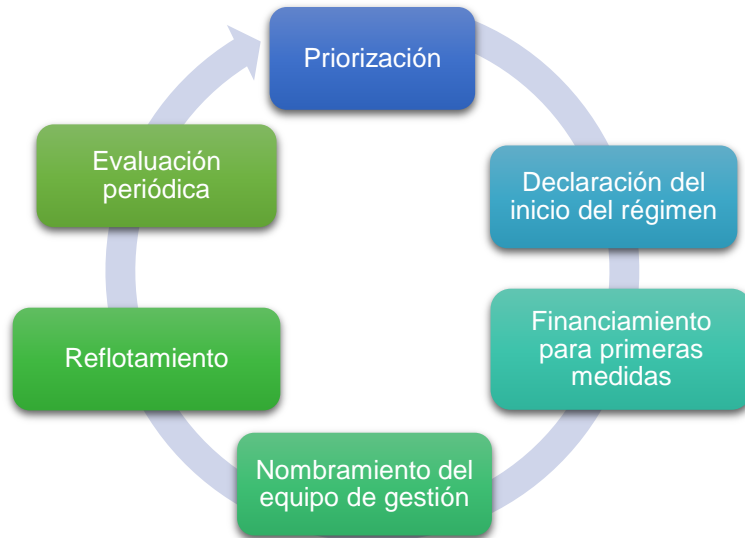 Priorización
Declaración del
inicio del régimen
Financiamiento
para primeras
medidas
Nombramiento del
equipo de gestión
Reflotamiento
Evaluación
periódica